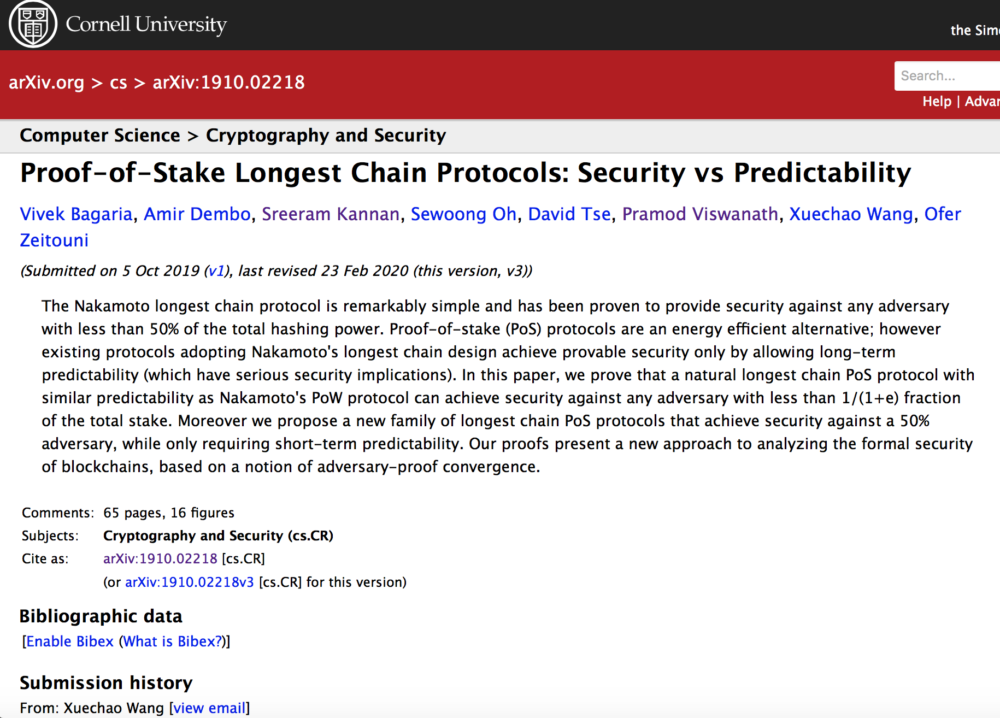 Cornell University
the Sim
arXiv.org > cs > arXiv:1910.02218
Search...
Help | Advar
Computer Science > Cryptography and Security
Proof-of-Stake Longest Chain Protocols: Security vs Predictability
Vivek Bagaria, Amir Dembo, Sreeram Kannan, Sewoong Oh, David Tse, Pramod Viswanath, Xuechao Wang, Ofer
Zeitouni
(Submitted on 5 Oct 2019 (v1), last revised 23 Feb 2020 (this version, v3))
The Nakamoto longest chain protocol is remarkably simple and has been proven to provide security against any adversary
with less than 50% of the total hashing power. Proof-of-stake (PoS) protocols are an energy efficient alternative; however
existing protocols adopting Nakamoto's longest chain design achieve provable security only by allowing long-term
predictability (which have serious security implications). In this paper, we prove that a natural longest chain PoS protocol with
similar predictability as Nakamoto's PoW protocol can achieve security against any adversary with less than 1/(1+e) fraction
of the total stake. Moreover we propose a new family of longest chain PoS protocols that achieve security against a 50%
adversary, while only requiring short-term predictability. Our proofs present a new approach to analyzing the formal security
of blockchains, based on a notion of adversary-proof convergence.
Comments: 65 pages, 16 figures
Subjects: Cryptography and Security (cs.CR)
Cite as: arXiv:1910.02218 [cs.CR]
(or arXiv:1910.02218v3 [cs.CR] for this version)
Bibliographic data
[Enable Bibex (What is Bibex?)]
Submission history
From: Xuechao Wang [view email]